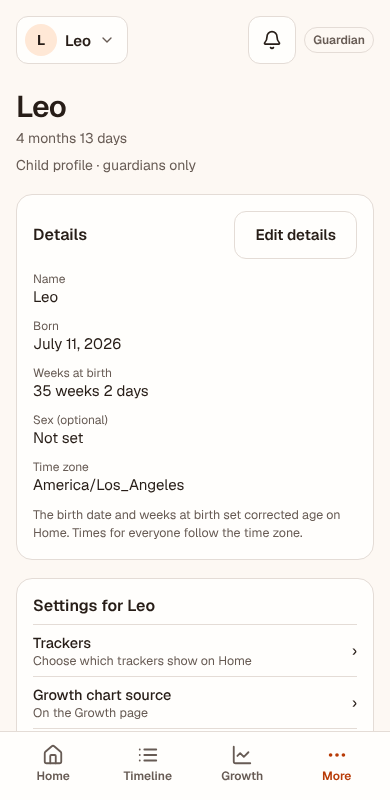 L Leo
Guardian
Leo
4 months 13 days
Child profile · guardians only
Details
Edit details
Name
Leo
Born
July 11, 2026
Weeks at birth
35 weeks 2 days
Sex (optional)
Not set
Time zone
America/Los_Angeles
The birth date and weeks at birth set corrected age on
Home. Times for everyone follow the time zone.
Settings for Leo
Trackers
Choose which trackers show on Home
Growth chart source
On the Growth page
Home
Timeline
Growth
More